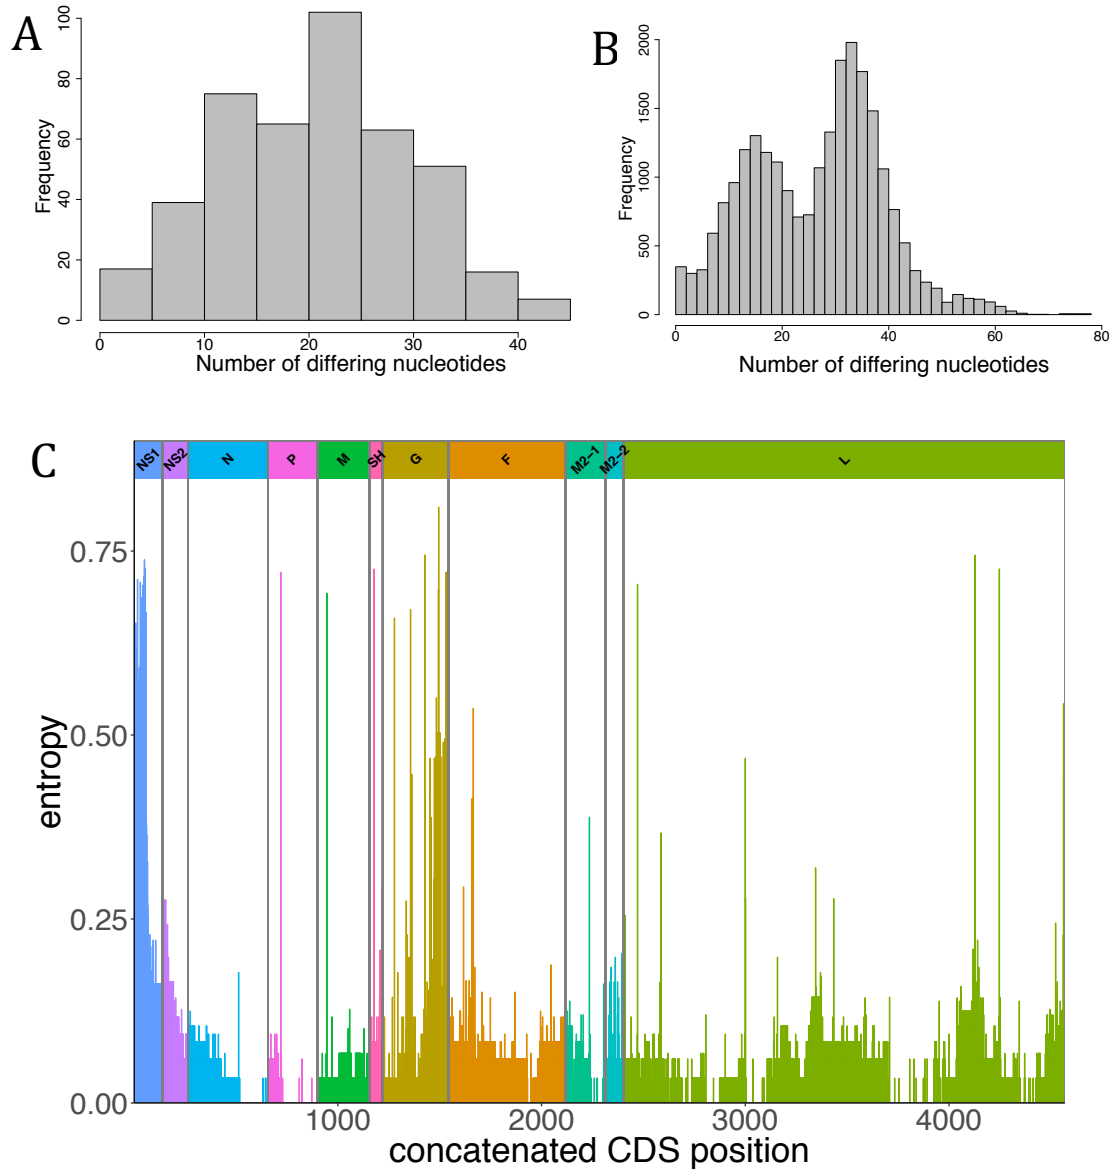 A
Frequency
0 20 40 60 80 100
0 10 20 30 40
Number of differing nucleotides
B
Frequency
0 500 1000 1500 2000
0 20 40 60 80
Number of differing nucleotides
C
NS1 NS2 N P M SH G F M2-1 M2-2 L
entropy
0.75
0.50
0.25
0.00
1000 2000 3000 4000
concatenated CDS position